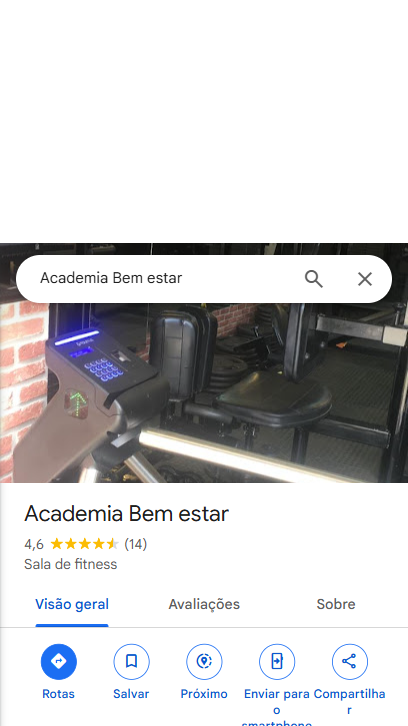 Academia Bem estar
Academia Bem estar
4,6 (14)
Sala de fitness
Visão geral Avaliações Sobre
Rotas Salvar Próximo Enviar para o smartphone Compartilhar